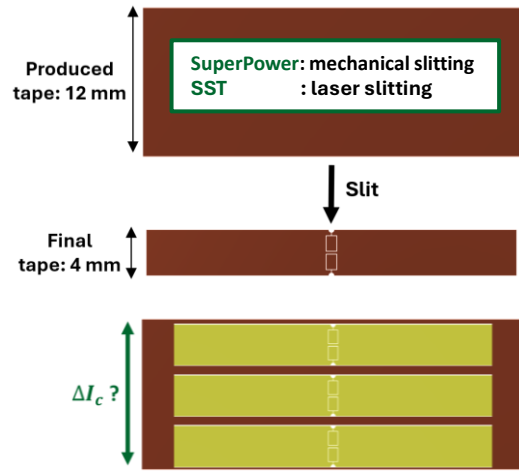 Produced
tape: 12 mm
SuperPower: mechanical slitting
SST : laser slitting
Slit
Final
tape: 4 mm
ΔI_c ?